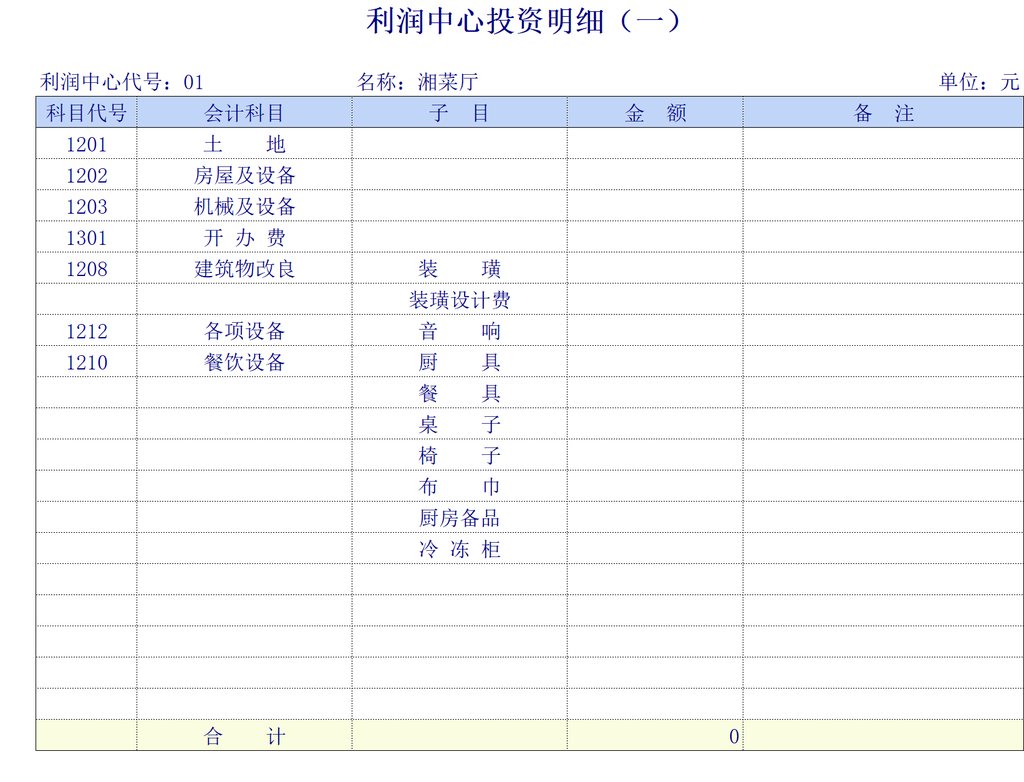 利润中心投资明细（一）
利润中心代号：01 名称：湘菜厅 单位：元
科目代号 会计科目 子 目 金 额 备 注
1201 土 地
1202 房屋及设备
1203 机械及设备
1301 开 办 费
1208 建筑物改良 装 璜
装璜设计费
1212 各项设备 音 响
1210 餐饮设备 厨 具
餐 具
桌 子
椅 子
布 巾
厨房备品
冷 冻 柜
合 计 0